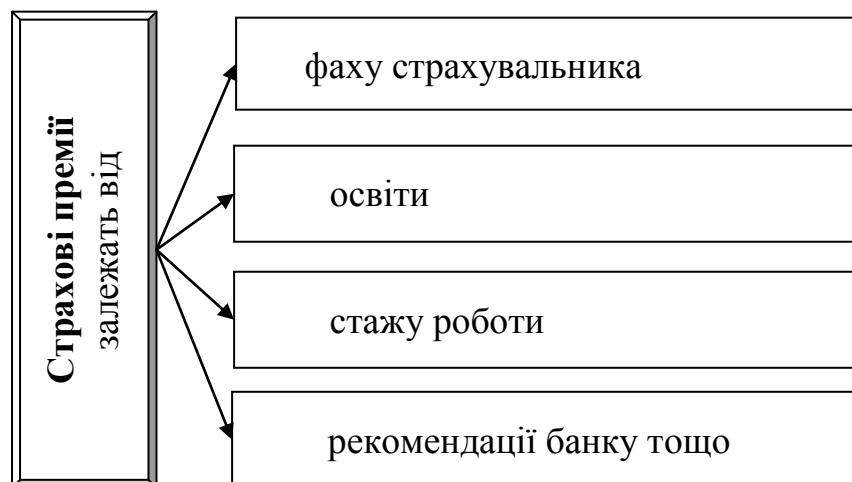 Страхові премії
залежать від
фаху страхувальника
освіти
стажу роботи
рекомендації банку тощо